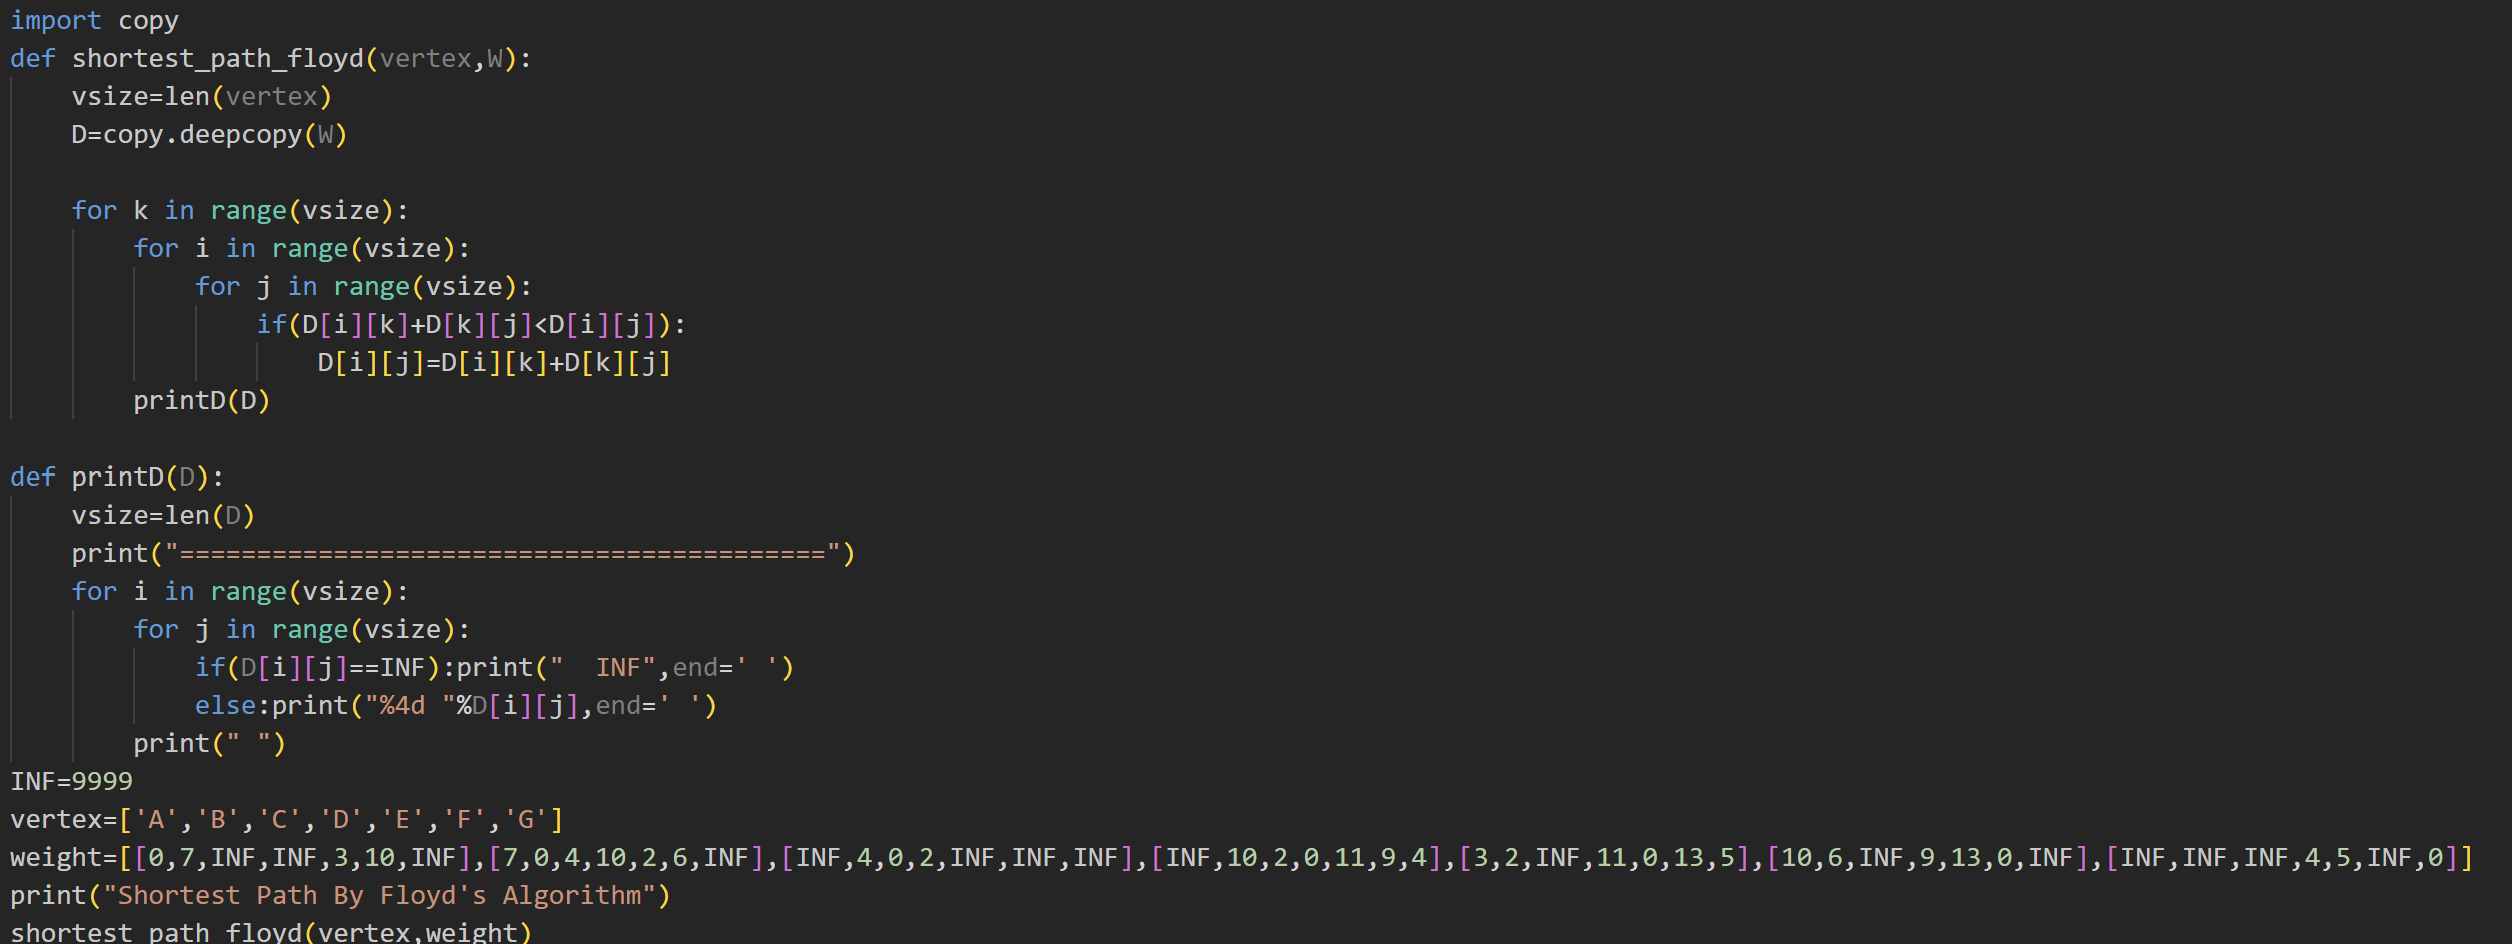 import copy
def shortest_path_floyd(vertex,W):
    vsize=len(vertex)
    D=copy.deepcopy(W)
    for k in range(vsize):
        for i in range(vsize):
            for j in range(vsize):
                if(D[i][k]+D[k][j]<D[i][j]):
                    D[i][j]=D[i][k]+D[k][j]
        printD(D)
def printD(D):
    vsize=len(D)
    print("==========================================")
    for i in range(vsize):
        for j in range(vsize):
            if(D[i][j]==INF):print("  INF",end=' ')
            else:print("%4d "%D[i][j],end=' ')
        print(" ")
INF=9999
vertex=['A','B','C','D','E','F','G']
weight=[[0,7,INF,INF,3,10,INF],[7,0,4,10,2,6,INF],[INF,4,0,2,INF,INF,INF],[INF,10,2,0,11,9,4],[3,2,INF,11,0,13,5],[10,6,INF,9,13,0,INF],[INF,INF,INF,4,5,INF,0]]
print("Shortest Path By Floyd's Algorithm")
shortest_path_floyd(vertex,weight)